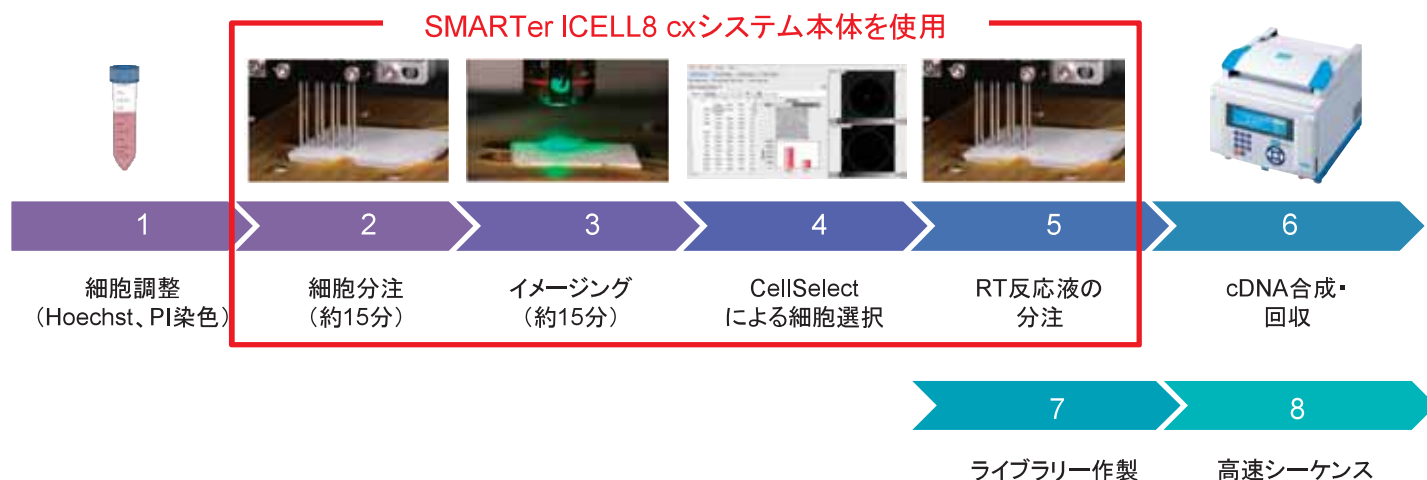 SMARTer ICELL8 cxシステム本体を使用
1
2
3
4
5
6
細胞調整
（Hoechst、PI染色）
細胞分注
（約15分）
イメージング
（約15分）
CellSelect
による細胞選択
RT反応液の
分注
cDNA合成・
回収
7
8
ライブラリー作製
高速シーケンス